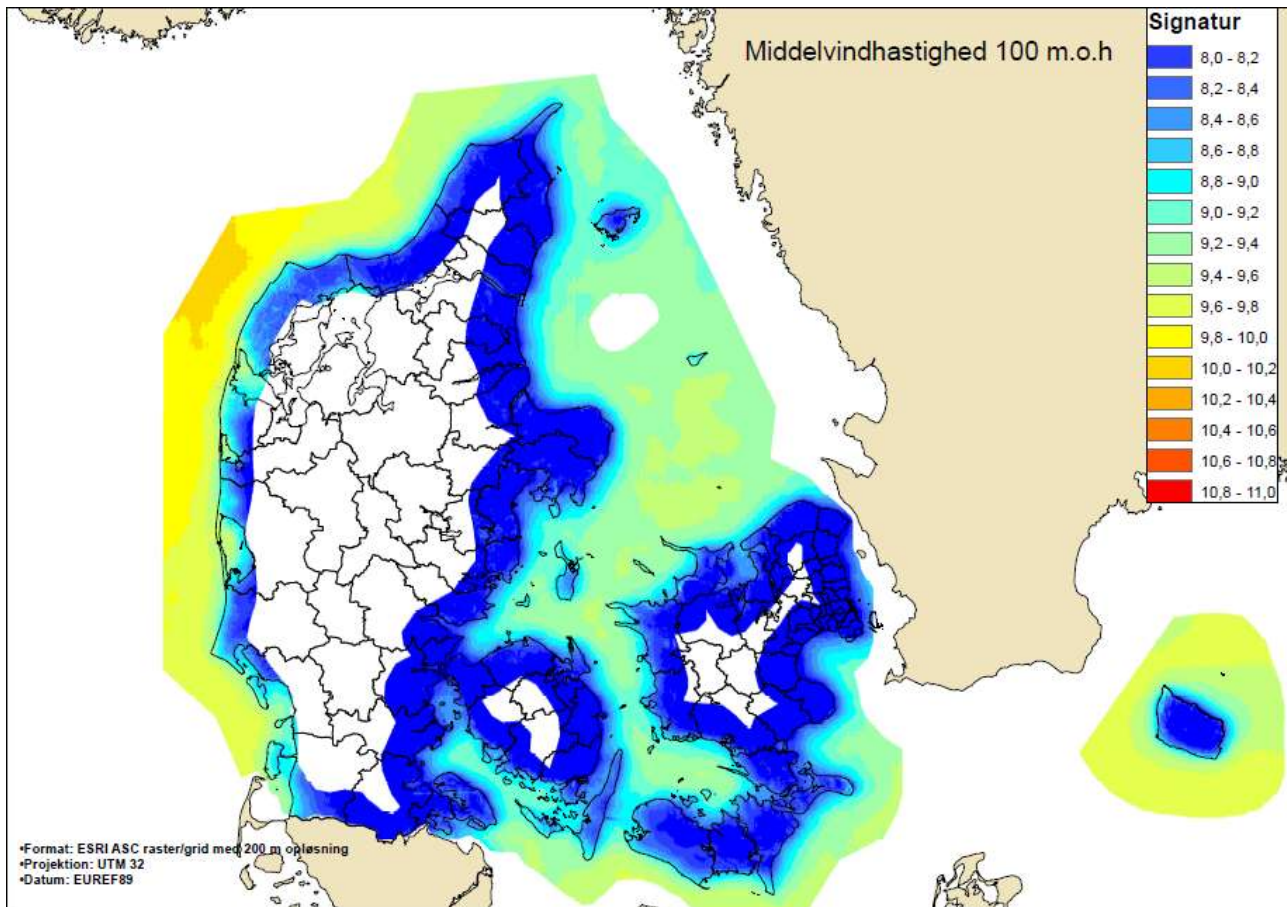 Signatur
Middelvindhastighed 100 m.o.h
8,0 - 8,2
8,2 - 8,4
8,4 - 8,6
8,6 - 8,8
8,8 - 9,0
9,0 - 9,2
9,2 - 9,4
9,4 - 9,6
9,6 - 9,8
9,8 - 10,0
10,0 - 10,2
10,2 - 10,4
10,4 - 10,6
10,6 - 10,8
10,8 - 11,0
•Format: ESRI ASC raster/grid med 200 m opløsning
•Projektion: UTM 32
•Datum: EUREF89